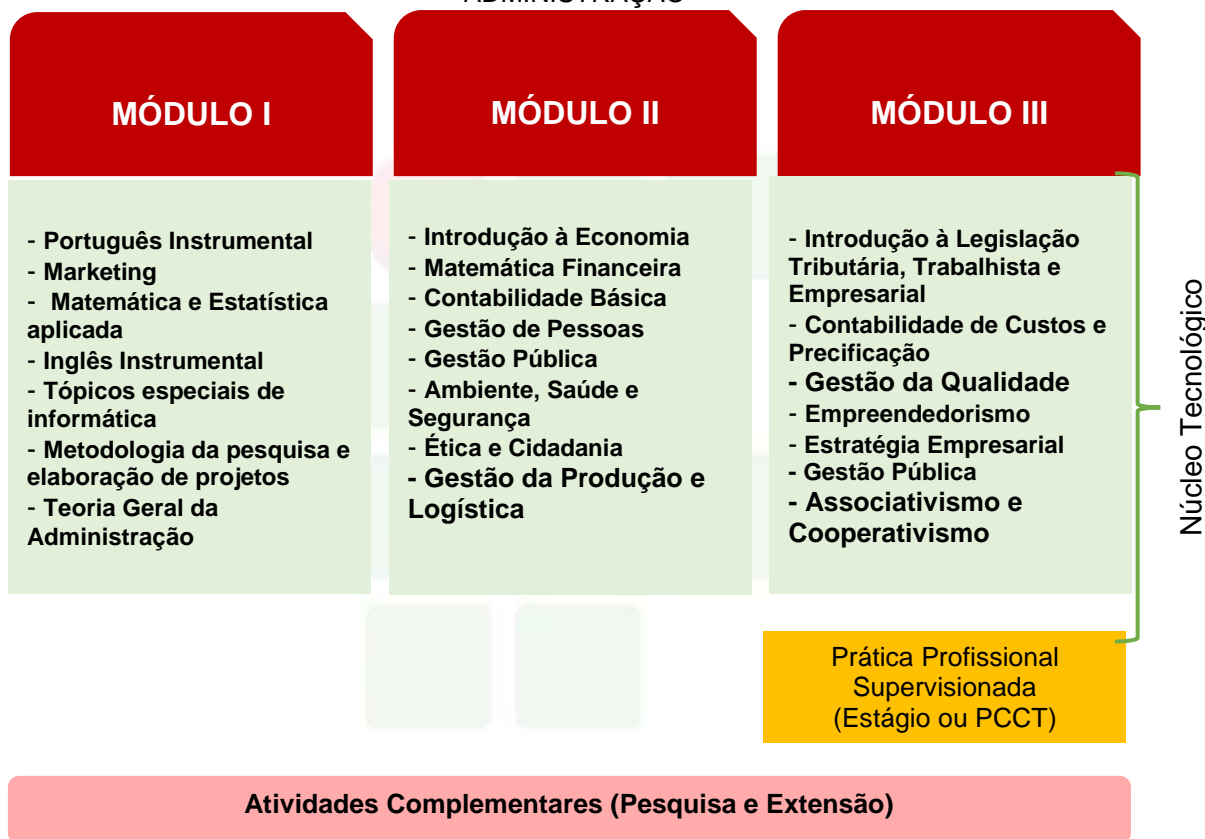 ADMINISTRAÇÃO
MÓDULO I
- Português Instrumental
- Marketing
- Matemática e Estatística
aplicada
- Inglês Instrumental
- Tópicos especiais de
informática
- Metodologia da pesquisa e
elaboração de projetos
- Teoria Geral da
Administração
MÓDULO II
- Introdução à Economia
- Matemática Financeira
- Contabilidade Básica
- Gestão de Pessoas
- Gestão Pública
- Ambiente, Saúde e
Segurança
- Ética e Cidadania
- Gestão da Produção e
Logística
MÓDULO III
- Introdução à Legislação
Tributária, Trabalhista e
Empresarial
- Contabilidade de Custos e
Precificação
- Gestão da Qualidade
- Empreendedorismo
- Estratégia Empresarial
- Gestão Pública
- Associativismo e
Cooperativismo
Núcleo Tecnológico
Prática Profissional
Supervisionada
(Estágio ou PCCT)
Atividades Complementares (Pesquisa e Extensão)